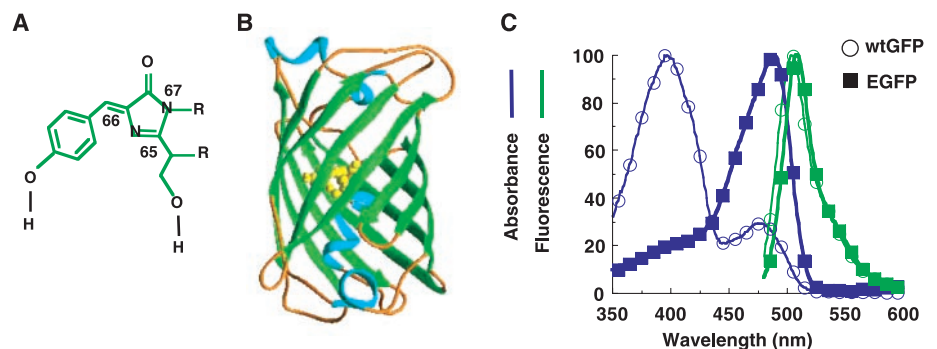 A
B
C
O
67
N
R
66
N
65
R
O
H
O
H
Absorbance
Fluorescence
wtGFP
EGFP
100
80
60
40
20
0
350 400 450 500 550 600
Wavelength (nm)